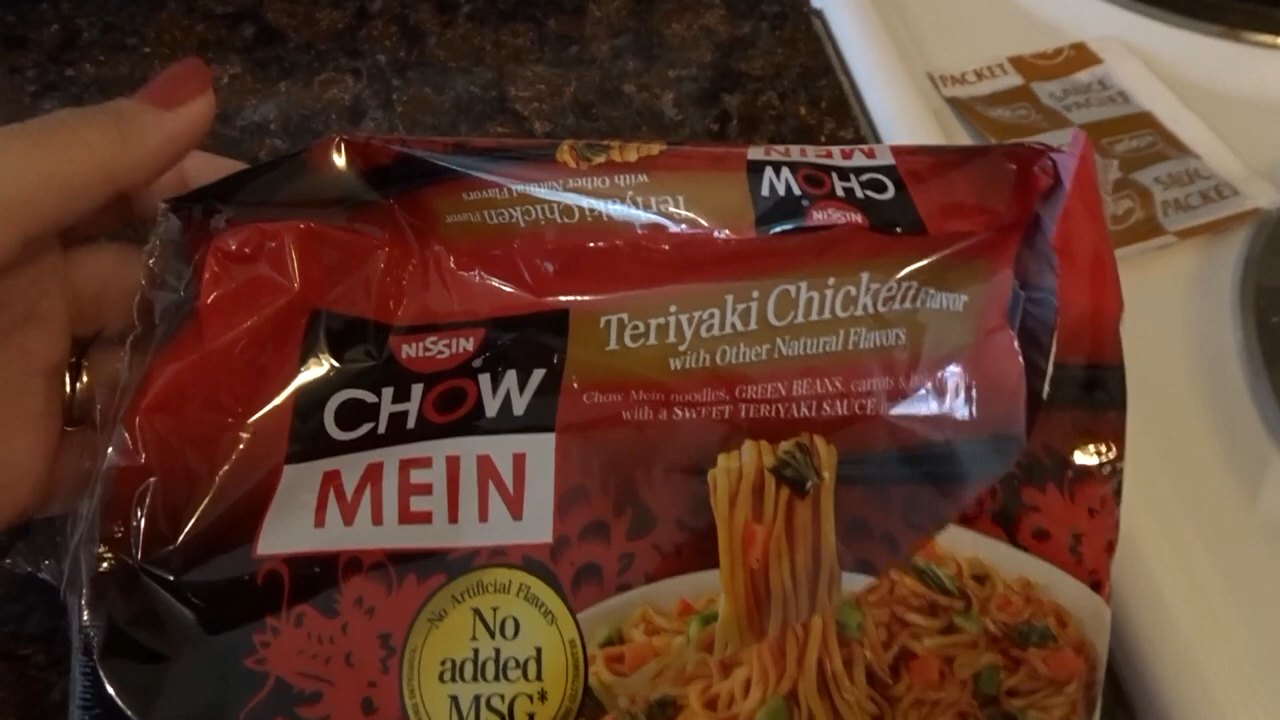 PACKET
SAUCE
PACKET
SAUCE
PACKET
CHOW
MEIN
NISSIN
Teriyaki Chicken Flavor
with Other Natural Flavors
NISSIN
CHOW
MEIN
Teriyaki Chicken Flavor
with Other Natural Flavors
Chow Mein noodles, GREEN BEANS, carrots &
with a SWEET TERIYAKI SAUCE
No Artificial Flavors
No
added
MSG*